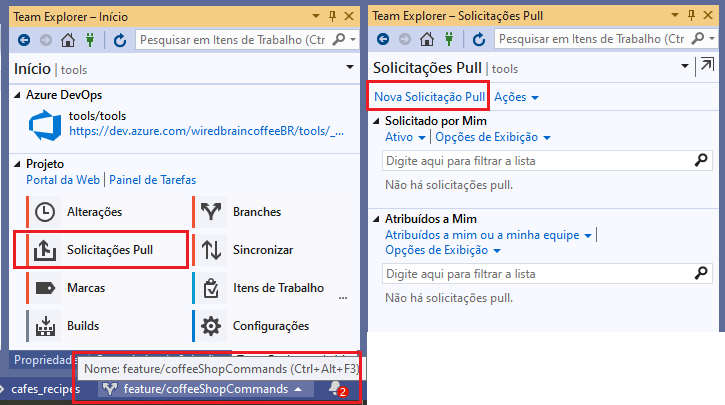 Team Explorer – Início
Pesquisar em Itens de Trabalho (Ctr
Início | tools
Azure DevOps
tools/tools
https://dev.azure.com/wiredbraincoffeeBR/tools/_...
Projeto
Portal da Web | Painel de Tarefas
Alterações
Branches
Solicitações Pull
Sincronizar
Marcas
Itens de Trabalho
...
Builds
Configurações
Propriedade
Nome: feature/coffeeShopCommands (Ctrl+Alt+F3)
cafes_recipes
feature/coffeeShopCommands
2
Team Explorer – Solicitações Pull
Pesquisar em Itens de Trabalho (Ctr
Solicitações Pull | tools
Nova Solicitação Pull
Ações
Solicitado por Mim
Ativo | Opções de Exibição
Digite aqui para filtrar a lista
Não há solicitações pull.
Atribuídos a Mim
Atribuídos a mim ou a minha equipe |
Opções de Exibição
Digite aqui para filtrar a lista
Não há solicitações pull.